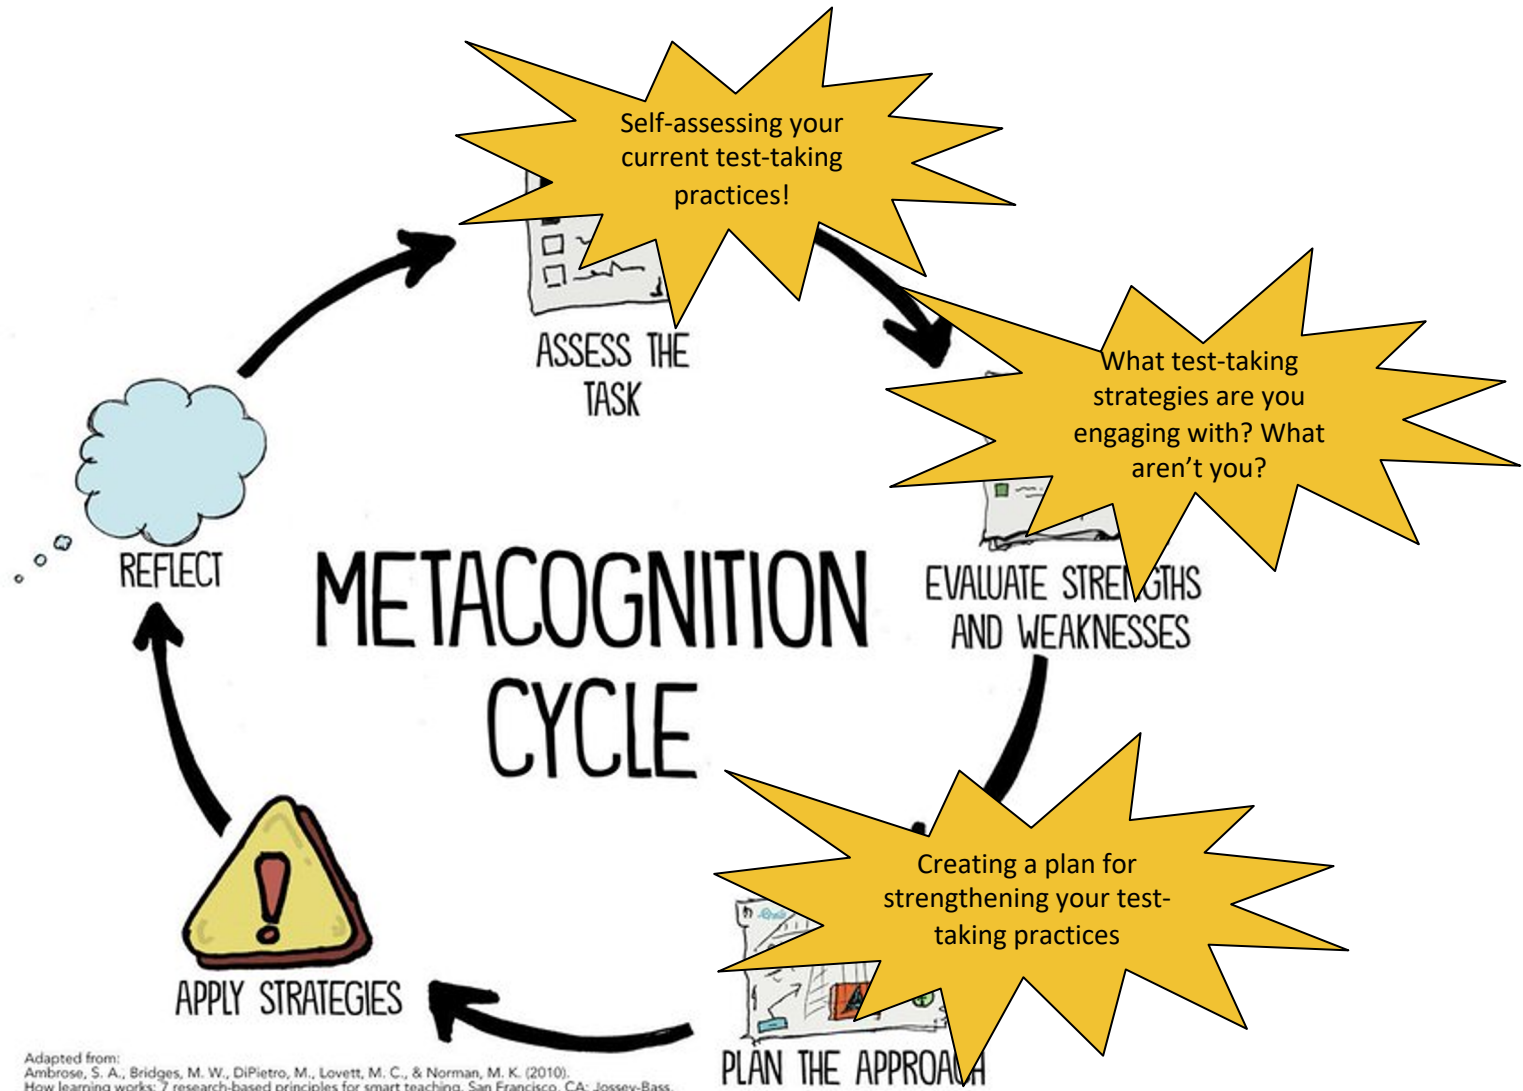 Self-assessing your
current test-taking
practices!
ASSESS THE
TASK
What test-taking
strategies are you
engaging with? What
aren’t you?
EVALUATE STRENGTHS
AND WEAKNESSES
REFLECT
METACOGNITION
CYCLE
Creating a plan for
strengthening your test-
taking practices
PLAN THE APPROACH
APPLY STRATEGIES
Adapted from:
Ambrose, S. A., Bridges, M. W., DiPietro, M., Lovett, M. C., & Norman, M. K. (2010).
How learning works: 7 research-based principles for smart teaching. San Francisco, CA: Jossey-Bass.